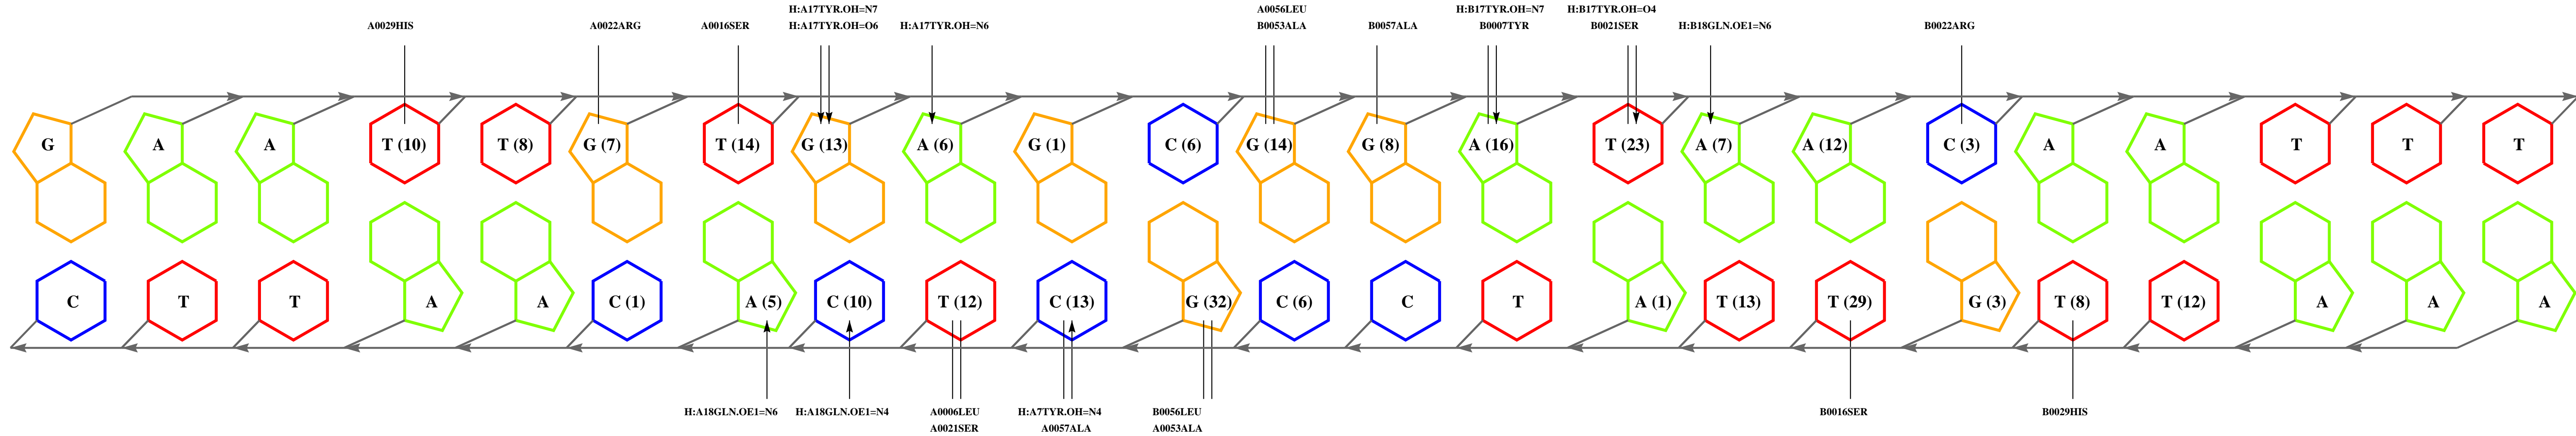 H:A17TYR.OH=N7 A0056LEU H:B17TYR.OH=N7 H:B17TYR.OH=O4
A0029HIS A0022ARG A0016SER H:A17TYR.OH=O6 H:A17TYR.OH=N6 B0053ALA B0057ALA B0007TYR B0021SER H:B18GLN.OE1=N6 B0022ARG
G A A T (10) T (8) G (7) T (14) G (13) A (6) G (1) C (6) G (14) G (8) A (16) T (23) A (7) A (12) C (3) A A T T T
C T T A A C (1) A (5) C (10) T (12) C (13) G (32) C (6) C T A (1) T (13) T (29) G (3) T (8) T (12) A A A
H:A18GLN.OE1=N6 H:A18GLN.OE1=N4 A0006LEU H:A7TYR.OH=N4 B0056LEU B0016SER B0029HIS
A0021SER A0057ALA A0053ALA